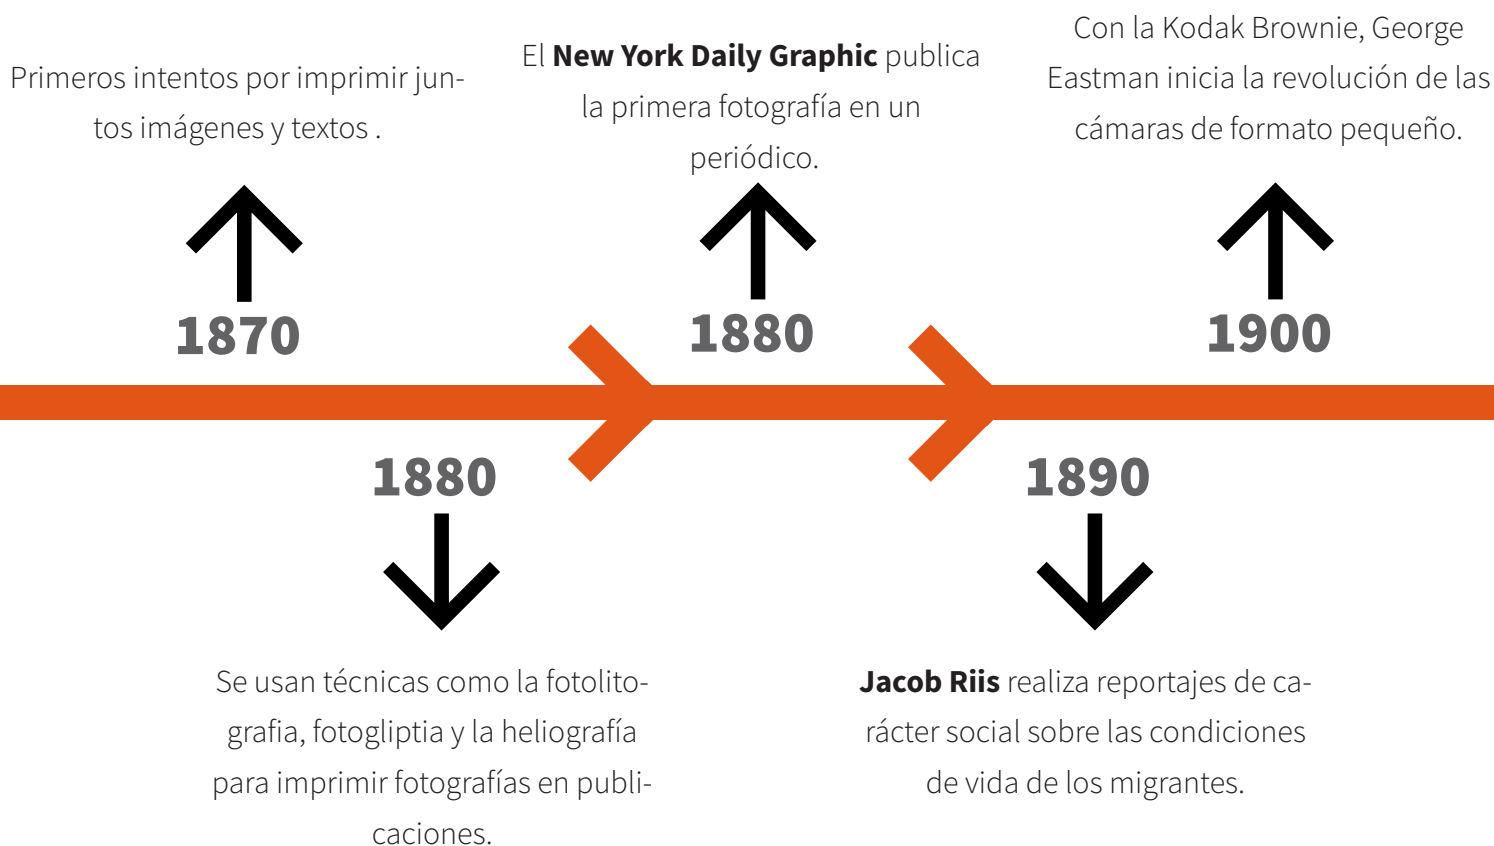 Primeros intentos por imprimir jun-
tos imágenes y textos .
1870
1880
Se usan técnicas como la fotolito-
grafia, fotogliptia y la heliografía
para imprimir fotografías en publi-
caciones.
El New York Daily Graphic publica
la primera fotografía en un
periódico.
1880
1890
Jacob Riis realiza reportajes de ca-
rácter social sobre las condiciones
de vida de los migrantes.
Con la Kodak Brownie, George
Eastman inicia la revolución de las
cámaras de formato pequeño.
1900